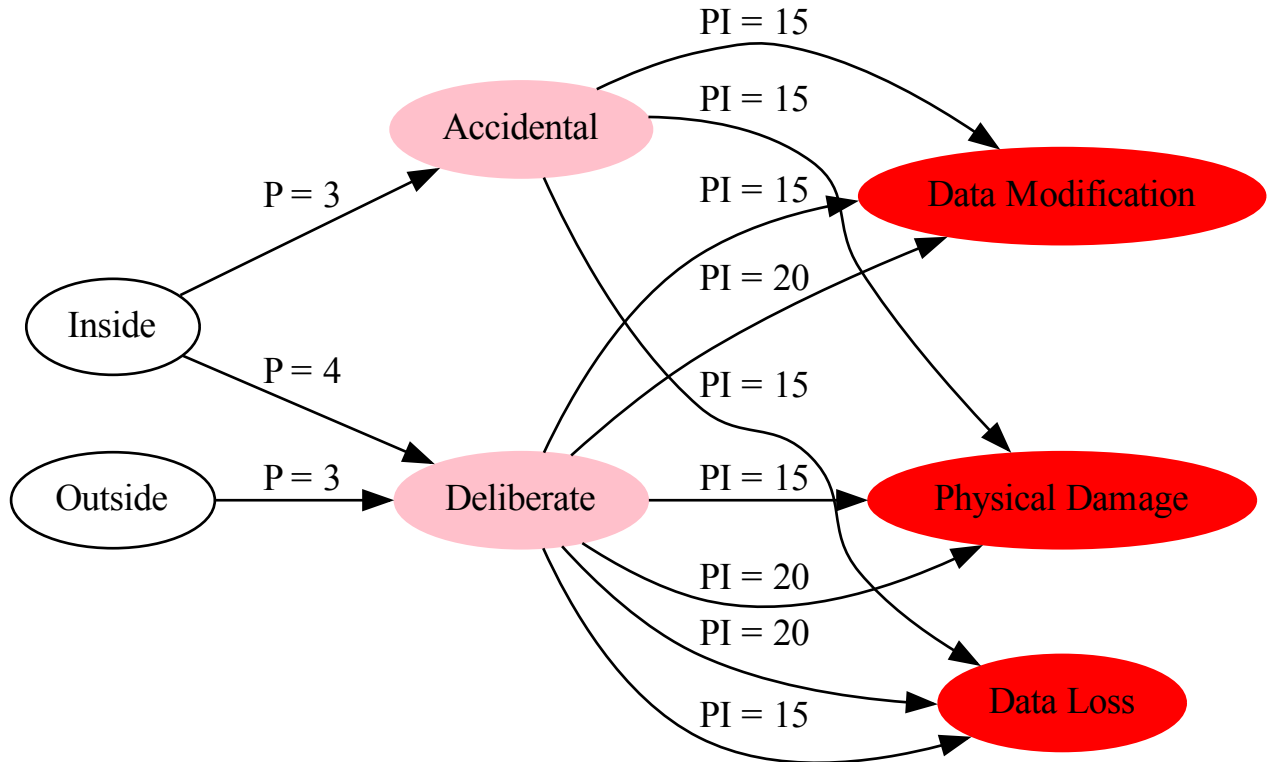 PI = 15
PI = 15
Accidental
P = 3
PI = 15
Data Modification
PI = 20
Inside
P = 4
PI = 15
Outside
P = 3
Deliberate
PI = 15
Physical Damage
PI = 20
PI = 20
Data Loss
PI = 15